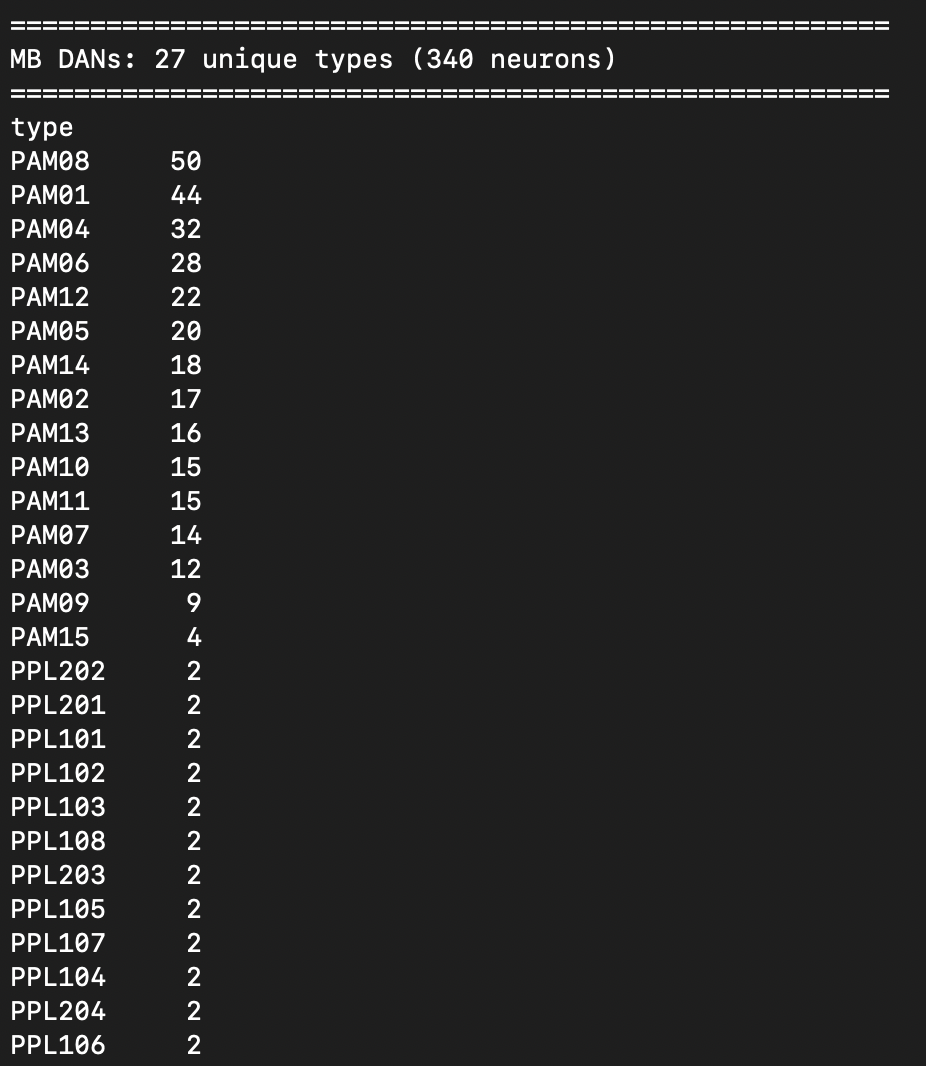 =======================================================
MB DANs: 27 unique types (340 neurons)
=======================================================
type
PAM08     50
PAM01     44
PAM04     32
PAM06     28
PAM12     22
PAM05     20
PAM14     18
PAM02     17
PAM13     16
PAM10     15
PAM11     15
PAM07     14
PAM03     12
PAM09      9
PAM15      4
PPL202     2
PPL201     2
PPL101     2
PPL102     2
PPL103     2
PPL108     2
PPL203     2
PPL105     2
PPL107     2
PPL104     2
PPL204     2
PPL106     2